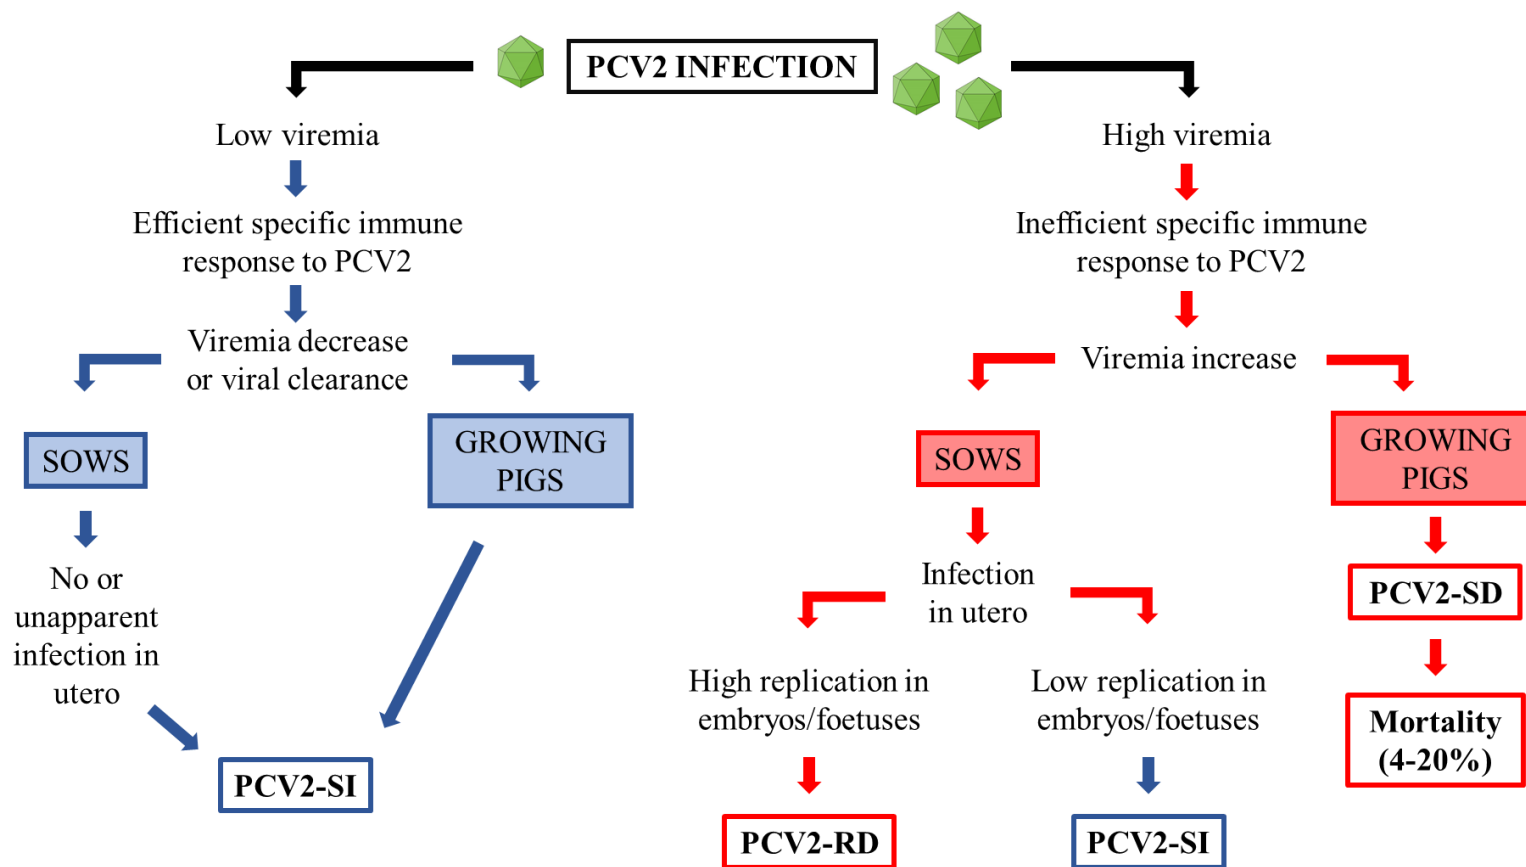 PCV2 INFECTION
Low viremia
Efficient specific immune
response to PCV2
Viremia decrease
or viral clearance
SOWS
GROWING
PIGS
No or
unapparent
infection in
utero
PCV2-SI
High viremia
Inefficient specific immune
response to PCV2
Viremia increase
SOWS
GROWING
PIGS
Infection
in utero
High replication in
embryos/foetuses
Low replication in
embryos/foetuses
PCV2-RD
PCV2-SI
PCV2-SD
Mortality
(4-20%)